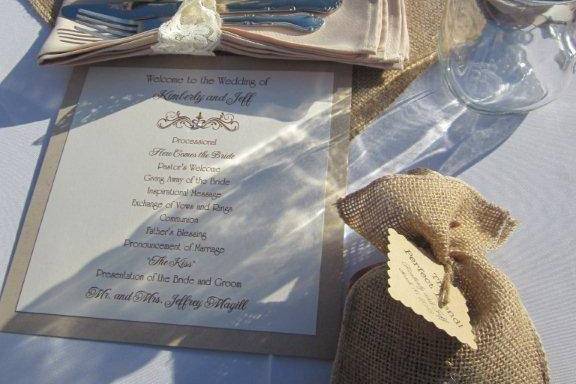 Welcome to the Wedding of
Kimberly and Jeff
Processional
Here Comes the Bride
Pastor's Welcome
Giving Away of the Bride
Inspirational Message
Exchange of Vows and Rings
Communion
Father's Blessing
Pronouncement of Marriage
"The Kiss"
Presentation of the Bride and Groom
Mr. and Mrs. Jeffrey Magill
The
Perfect